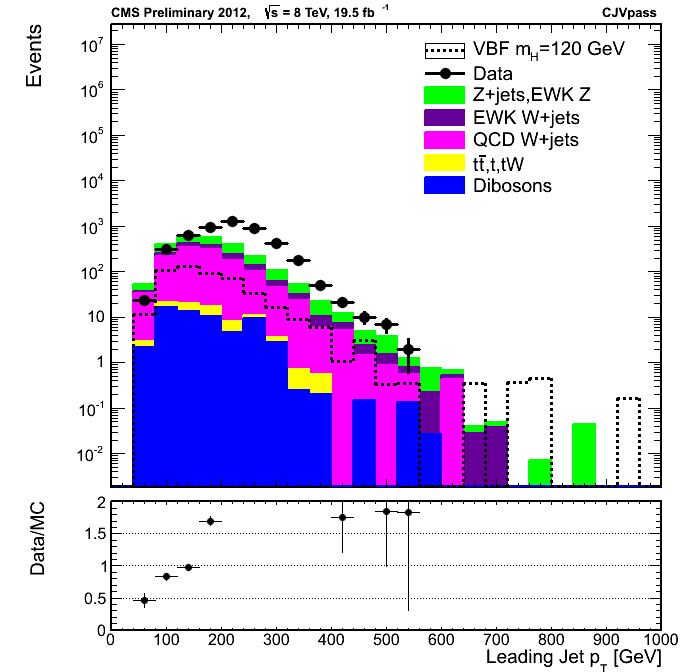 CMS Preliminary 2012, √s = 8 TeV, 19.5 fb⁻¹ CJVpass
Events
10⁷
10⁶
10⁵
10⁴
10³
10²
10
1
10⁻¹
10⁻²
VBF m_H=120 GeV
Data
Z+jets,EWK Z
EWK W+jets
QCD W+jets
tt̄,t,tW
Dibosons
Data/MC
2
1.5
1
0.5
0
0 100 200 300 400 500 600 700 800 900 1000
Leading Jet p_T [GeV]